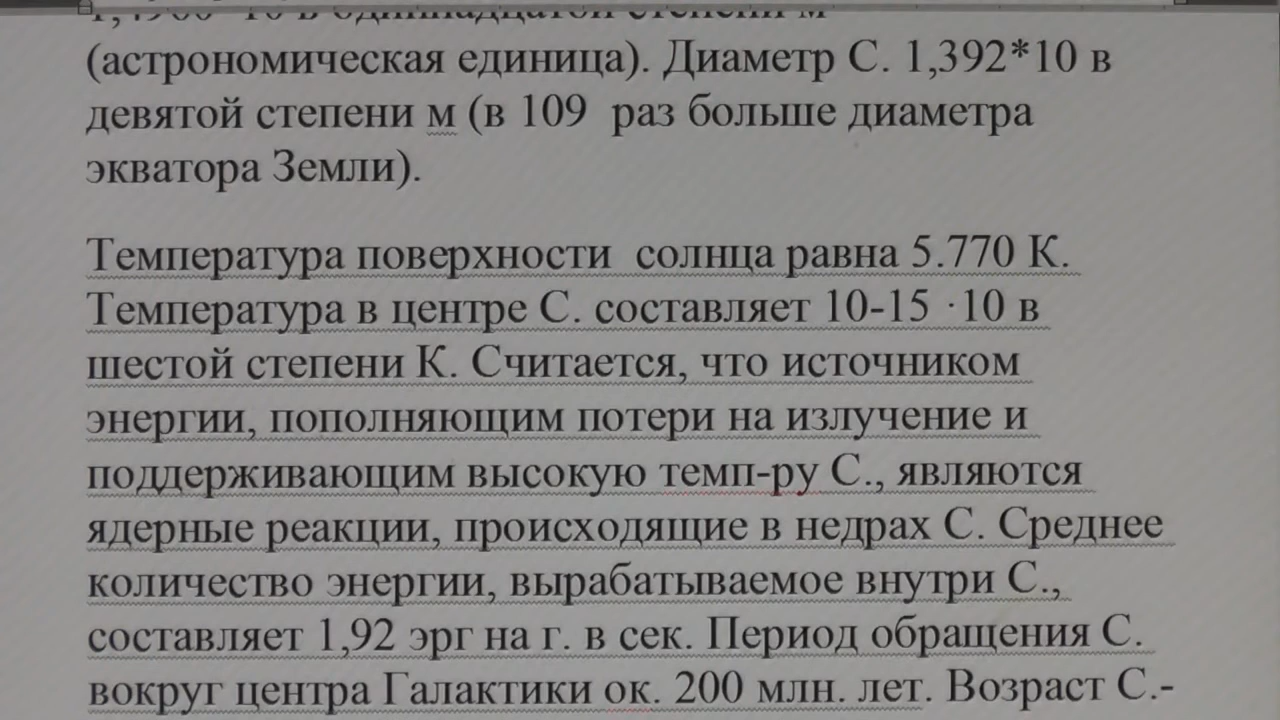 в одиннадцатой степени м
(астрономическая единица). Диаметр С. 1,392*10 в
девятой степени м (в 109  раз больше диаметра
экватора Земли).
Температура поверхности  солнца равна 5.770 К.
Температура в центре С. составляет 10-15 ·10 в
шестой степени К. Считается, что источником
энергии, пополняющим потери на излучение и
поддерживающим высокую темп-ру С., являются
ядерные реакции, происходящие в недрах С. Среднее
количество энергии, вырабатываемое внутри С.,
составляет 1,92 эрг на г. в сек. Период обращения С.
вокруг центра Галактики ок. 200 млн. лет. Возраст С.-